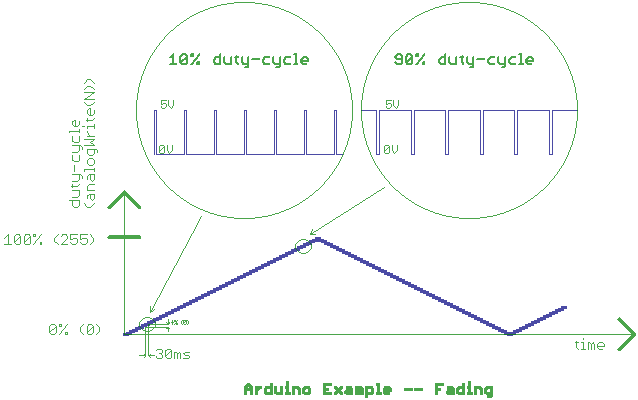 10% duty-cycle
90% duty-cycle
5V
0V
5V
0V
duty-cycle
(analogWrite())
100% (255)
0% (0)
30ms
time
Arduino Example -- Fading